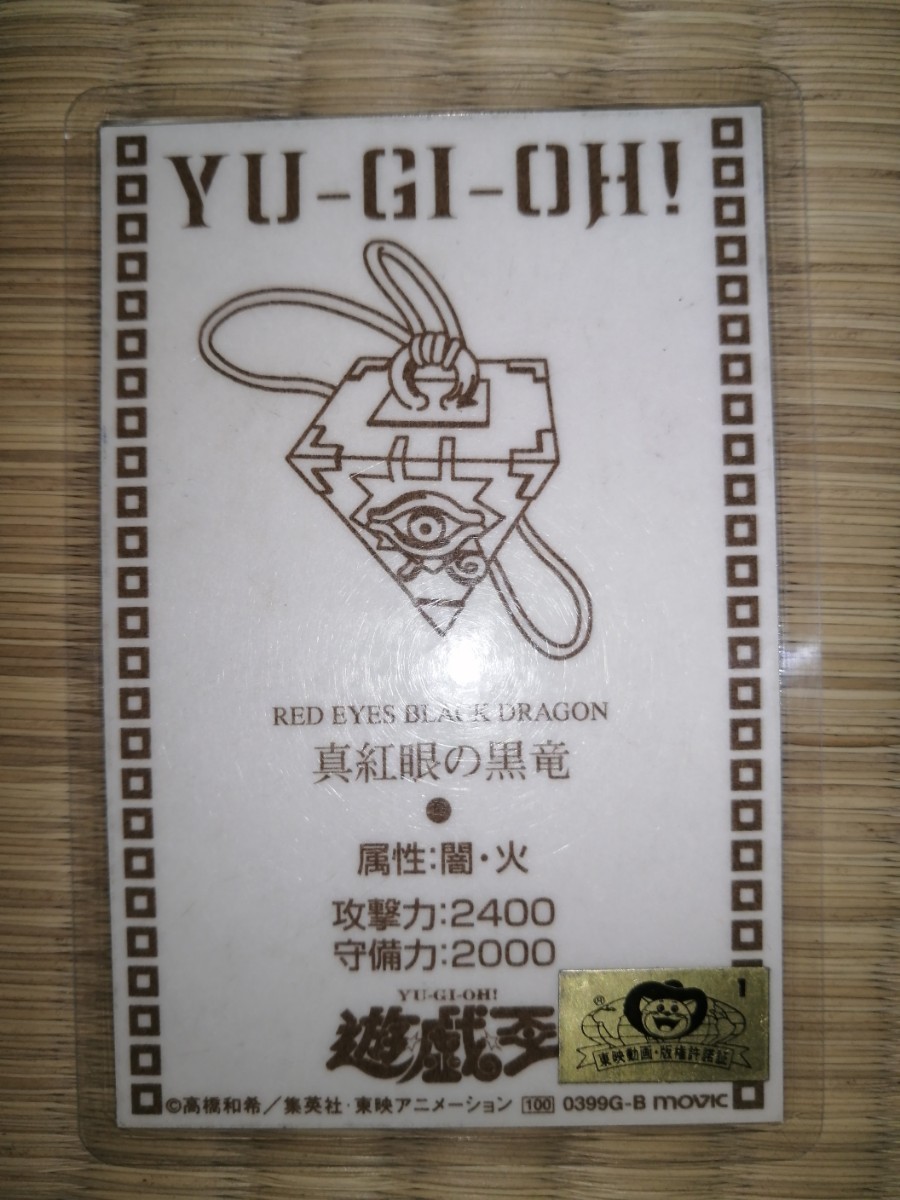 YU-GI-OH!
RED EYES BLACK DRAGON
真紅眼の黒竜
属性:闇・火
攻撃力:2400
守備力:2000
YU-GI-OH!
遊☆戯☆王
1
®
東映動画・版権許諾証
©高橋和希/集英社・東映アニメーション 100 0399G-B movic